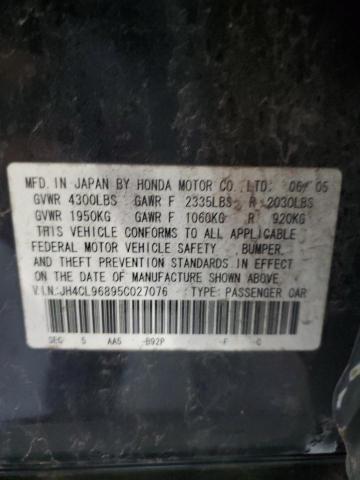 MFD. IN JAPAN BY HONDA MOTOR CO., LTD. 06/05
GVWR 4300LBS GAWR F 2335LBS R 2030LBS
GVWR 1950KG GAWR F 1060KG R 920KG
THIS VEHICLE CONFORMS TO ALL APPLICABLE
FEDERAL MOTOR VEHICLE SAFETY, BUMPER,
AND THEFT PREVENTION STANDARDS IN EFFECT ON
THE DATE OF MANUFACTURE SHOWN ABOVE.
V.I.N:JH4CL96895C027076 TYPE: PASSENGER CAR
5 AA5 -B92P -F -C